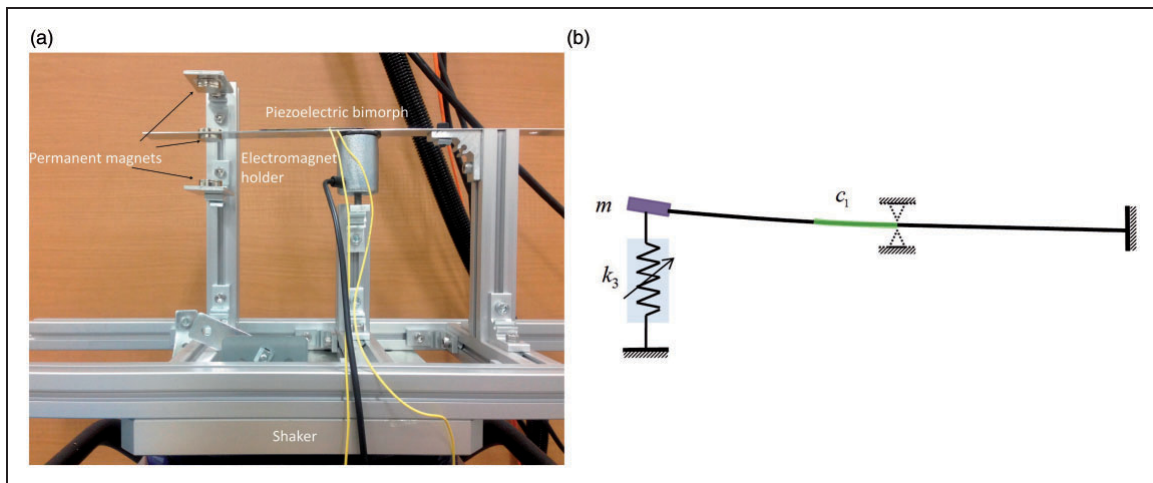 (a)
Piezoelectric bimorph
Permanent magnets
Electromagnet
holder
Shaker
(b)
m
c₁
k₃